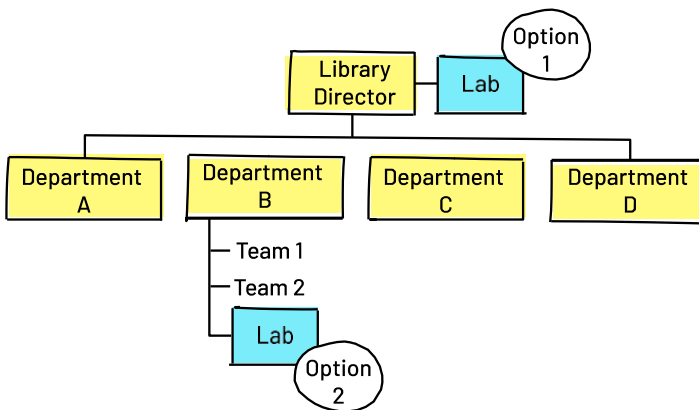 Option
1
Library
Director
Lab
Department
A
Department
B
Department
C
Department
D
Team 1
Team 2
Lab
Option
2